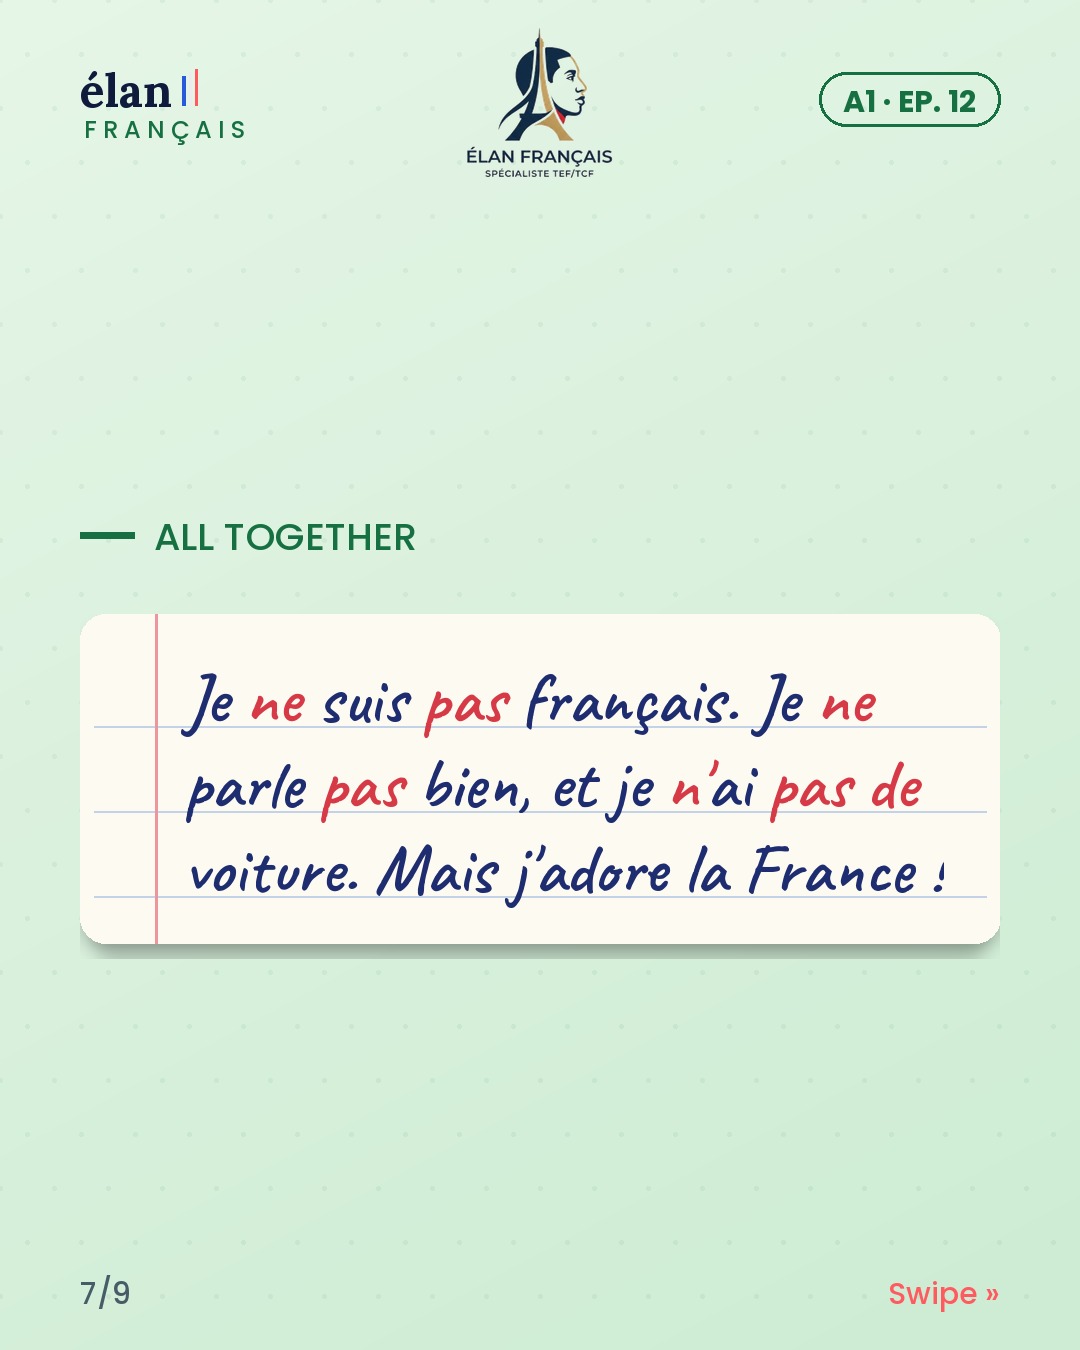 élan
FRANÇAIS
ÉLAN FRANÇAIS
SPÉCIALISTE TEF/TCF
A1 · EP. 12
ALL TOGETHER
Je ne suis pas français. Je ne
parle pas bien, et je n'ai pas de
voiture. Mais j'adore la France !
7/9
Swipe »